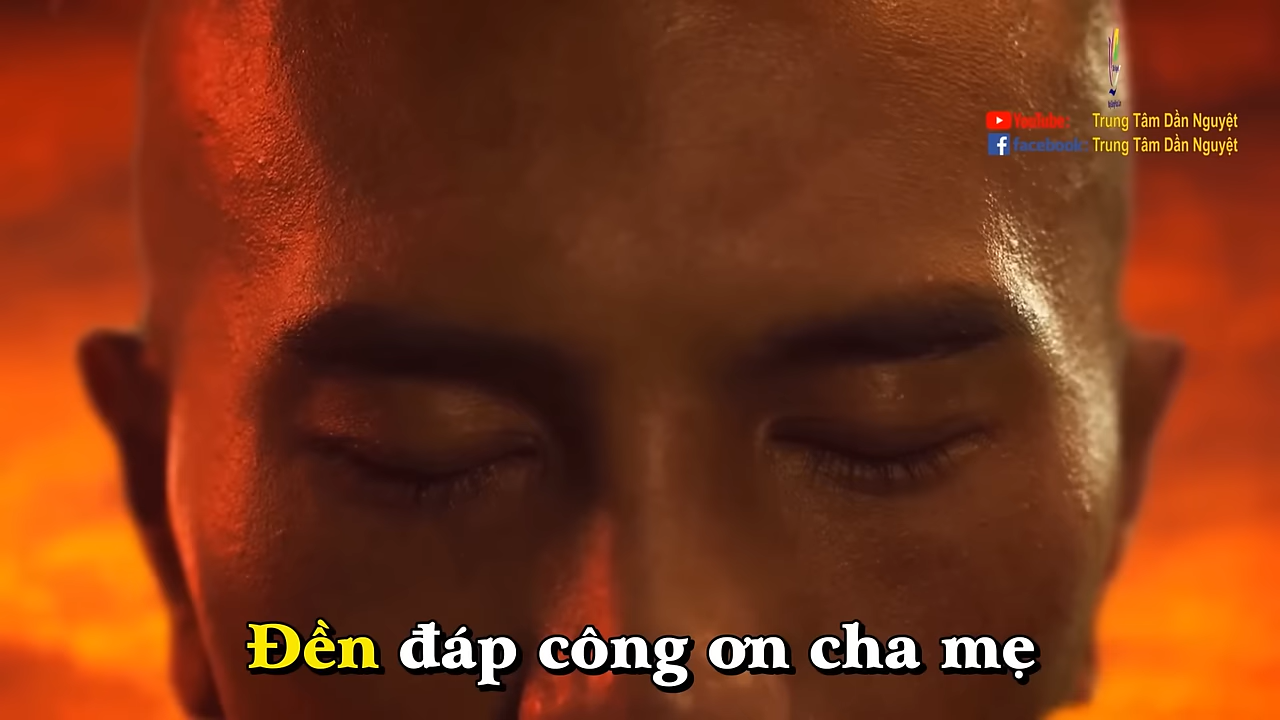 YouTube: Trung Tâm Dần Nguyệt
facebook: Trung Tâm Dần Nguyệt
Đền đáp công ơn cha mẹ